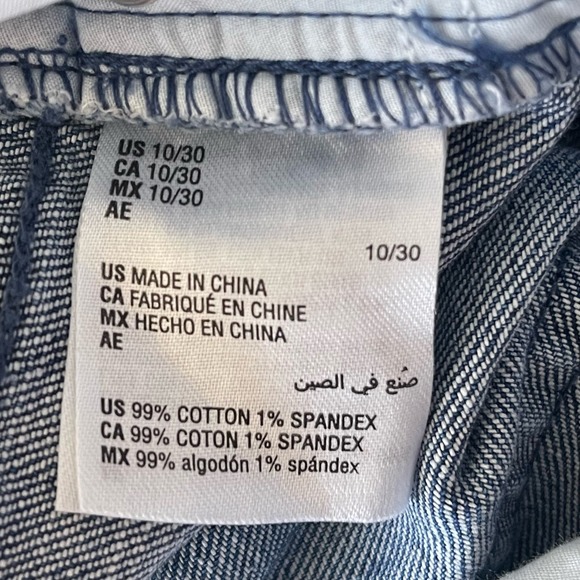 US 10/30
CA 10/30
MX 10/30
AE
10/30
US MADE IN CHINA
CA FABRIQUÉ EN CHINE
MX HECHO EN CHINA
AE
صُنع في الصين
US 99% COTTON 1% SPANDEX
CA 99% COTON 1% SPANDEX
MX 99% algodón 1% spándex